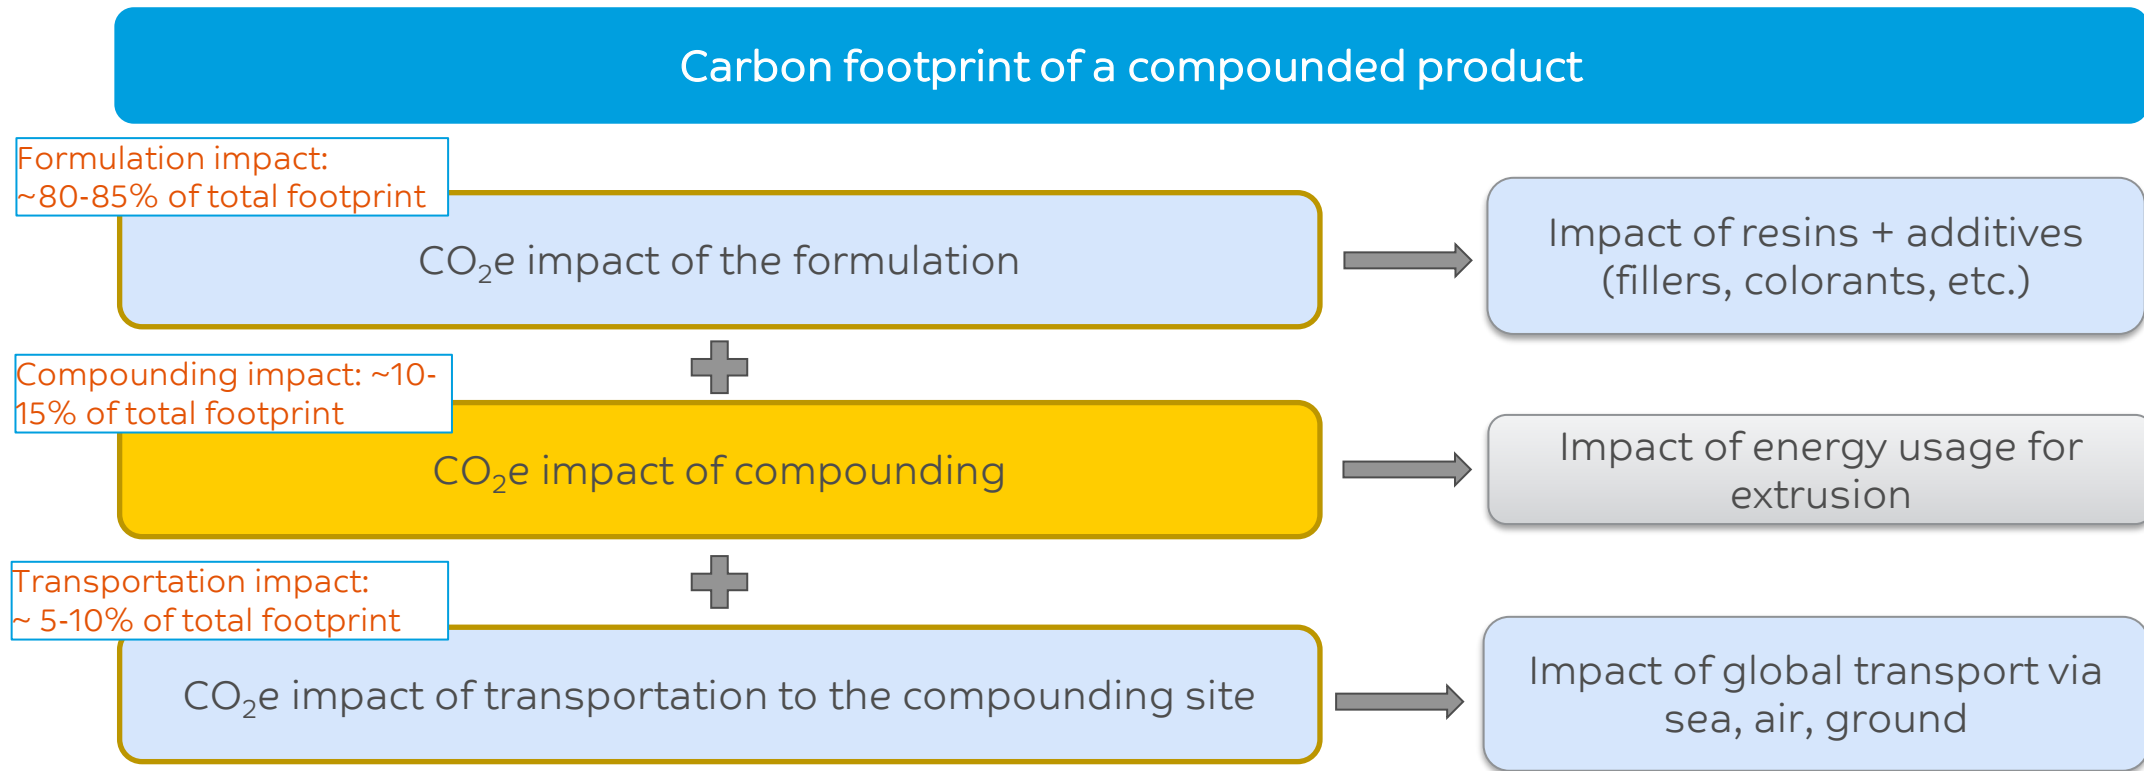 Carbon footprint of a compounded product
Formulation impact:
~80-85% of total footprint
CO₂e impact of the formulation
Impact of resins + additives
(fillers, colorants, etc.)
Compounding impact: ~10-
15% of total footprint
CO₂e impact of compounding
Impact of energy usage for
extrusion
Transportation impact:
~ 5-10% of total footprint
CO₂e impact of transportation to the compounding site
Impact of global transport via
sea, air, ground